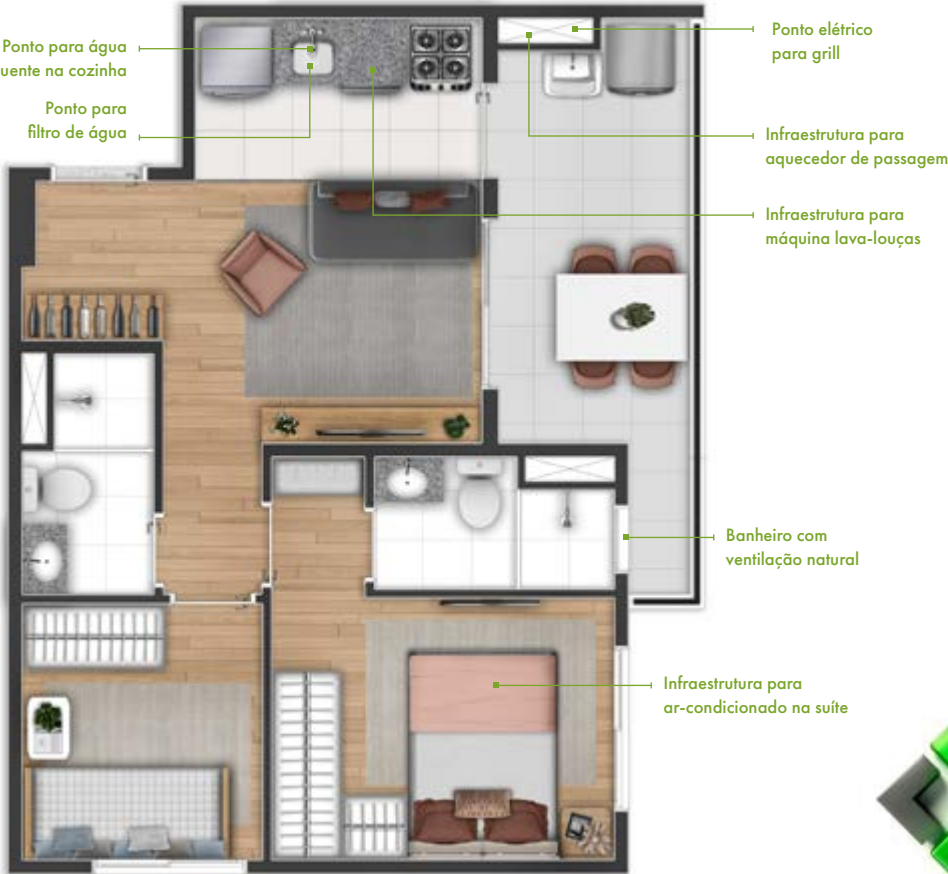 Ponto para água
uente na cozinha
Ponto para
filtro de água
Ponto elétrico
para grill
Infraestrutura para
aquecedor de passagem
Infraestrutura para
máquina lava-louças
Banheiro com
ventilação natural
Infraestrutura para
ar-condicionado na suíte